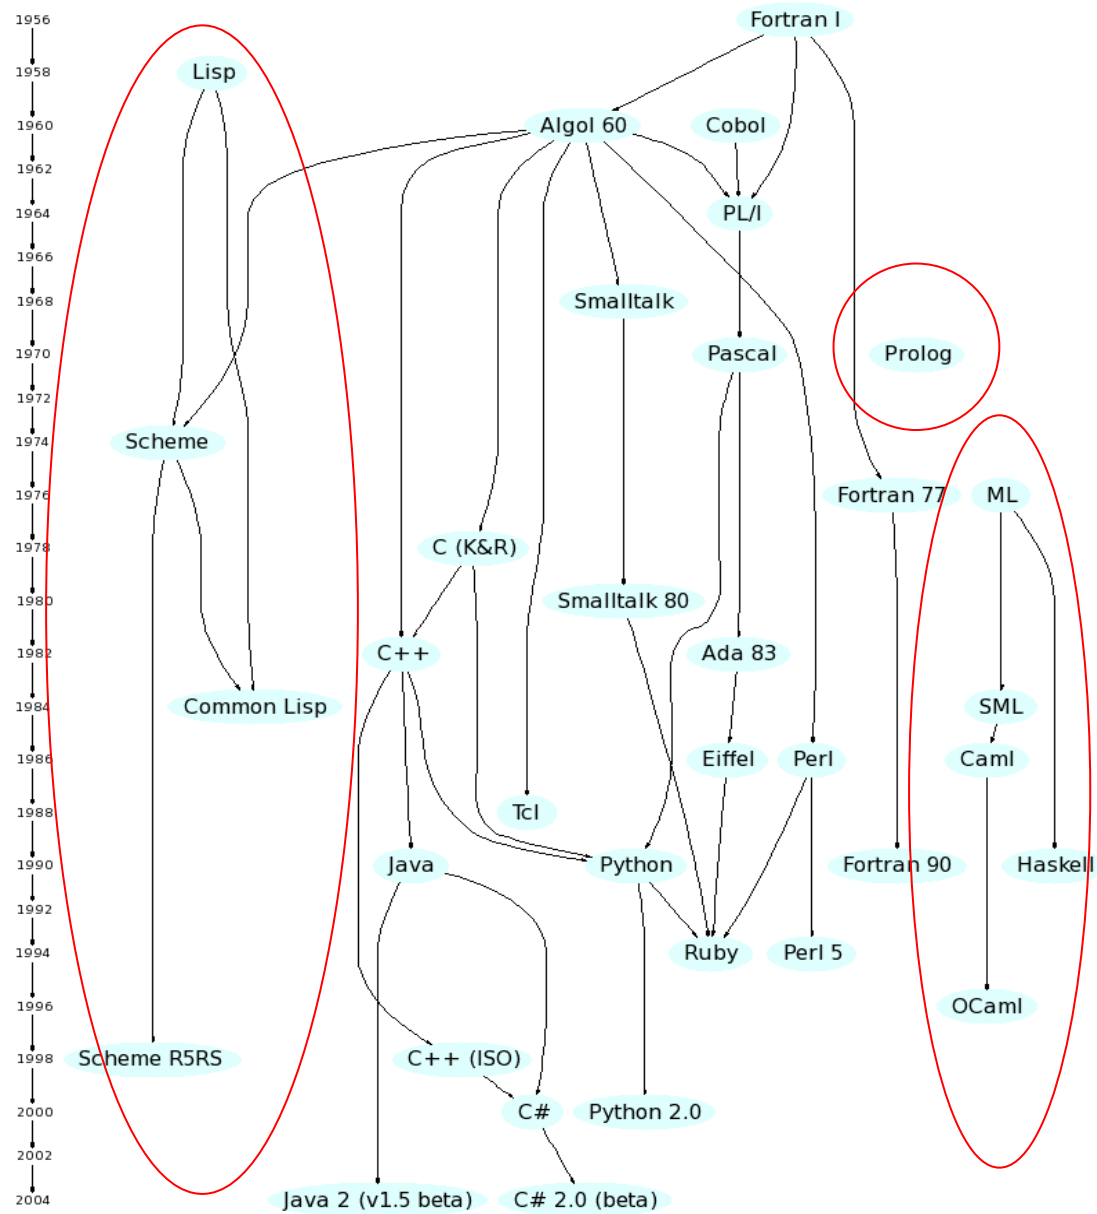 1956
Fortran I
1958
Lisp
1960
Algol 60
Cobol
1962
1964
PL/I
1966
1968
Smalltalk
1970
Pascal
Prolog
1972
1974
Scheme
1976
Fortran 77
ML
1978
C (K&R)
1980
Smalltalk 80
1982
C++
Ada 83
1984
Common Lisp
SML
1986
Eiffel
Perl
Caml
1988
Tcl
1990
Java
Python
Fortran 90
Haskell
1992
1994
Ruby
Perl 5
1996
OCaml
1998
Scheme R5RS
C++ (ISO)
2000
C#
Python 2.0
2002
2004
Java 2 (v1.5 beta)
C# 2.0 (beta)